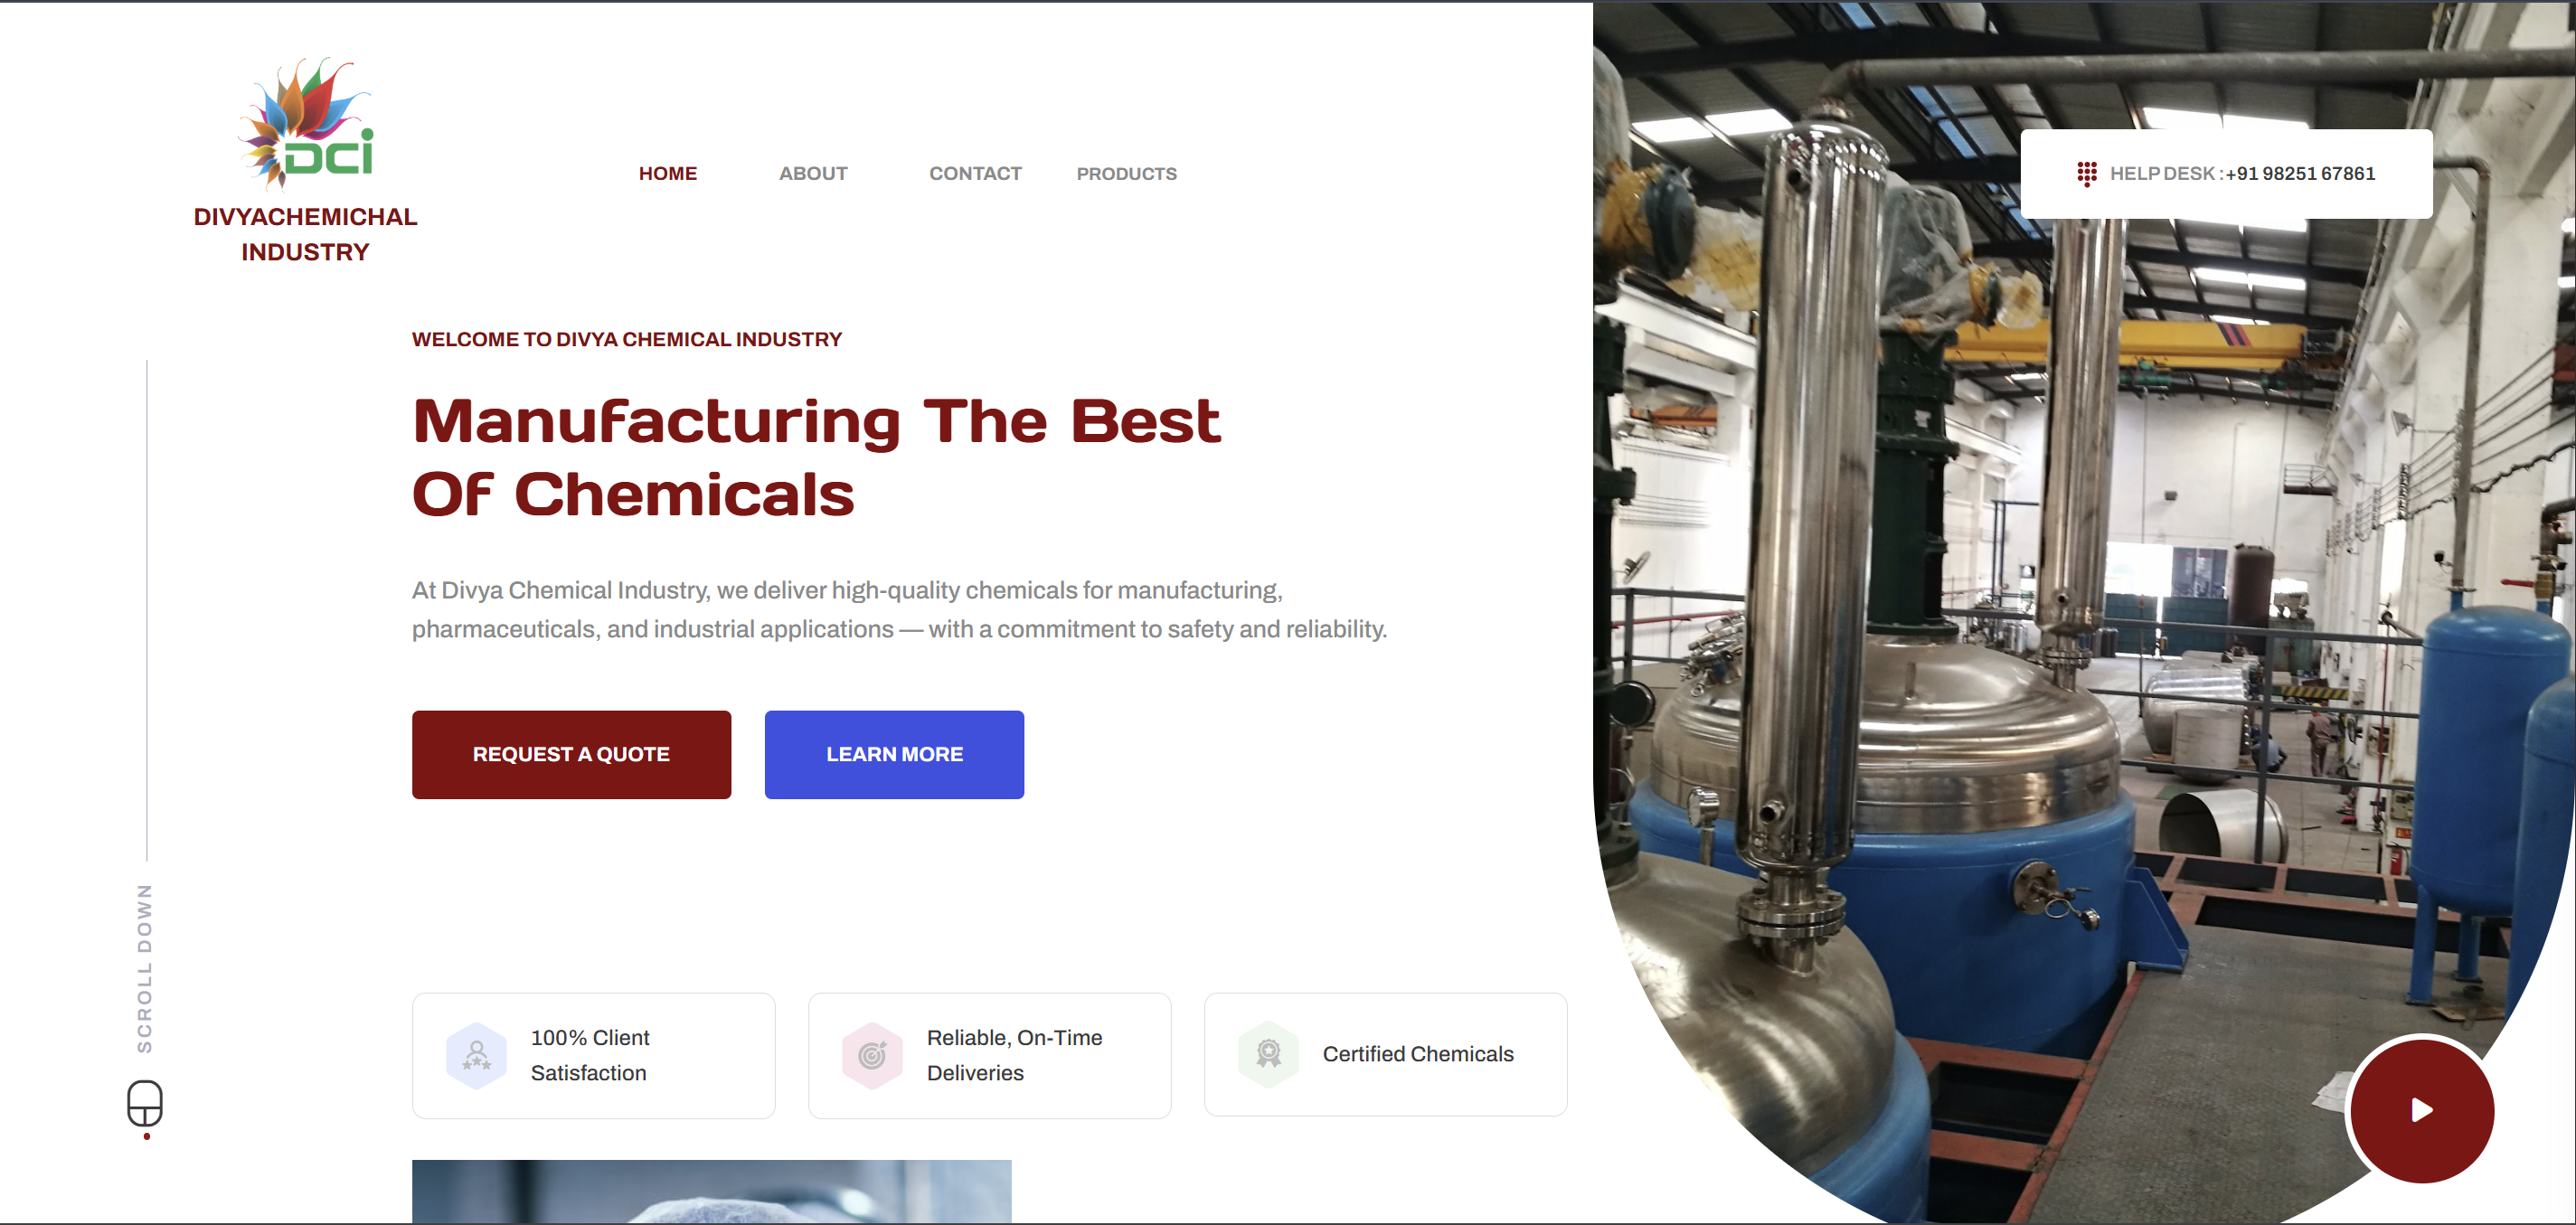 DCi
DIVYACHEMICHAL
INDUSTRY
HOME
ABOUT
CONTACT
PRODUCTS
HELP DESK :+91 98251 67861
WELCOME TO DIVYA CHEMICAL INDUSTRY
Manufacturing The Best
Of Chemicals
At Divya Chemical Industry, we deliver high-quality chemicals for manufacturing,
pharmaceuticals, and industrial applications — with a commitment to safety and reliability.
REQUEST A QUOTE
LEARN MORE
SCROLL DOWN
100% Client
Satisfaction
Reliable, On-Time
Deliveries
Certified Chemicals